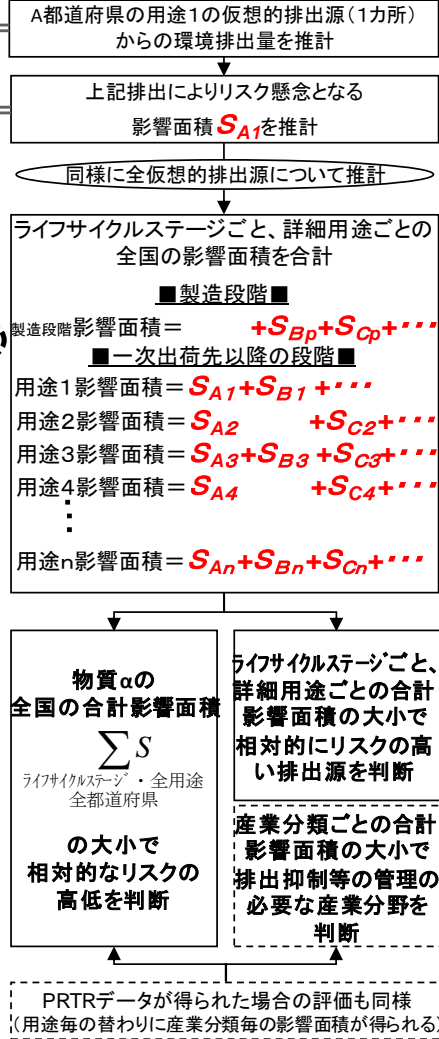 A都道府県の用途1の仮想的排出源(1カ所)
からの環境排出量を推計
上記排出によりリスク懸念となる
影響面積SA1を推計
同様に全仮想的排出源について推計
ライフサイクルステージごと、詳細用途ごとの
全国の影響面積を合計
■製造段階■
製造段階影響面積= +SBp+SCp+・・・
■一次出荷先以降の段階■
用途1影響面積=SA1+SB1+・・・
用途2影響面積=SA2 +SC2+・・・
用途3影響面積=SA3+SB3+SC3+・・・
用途4影響面積=SA4 +SC4+・・・
⋮
用途n影響面積=SAn+SBn+SCn+・・・
物質αの
全国の合計影響面積
∑S
ライフサイクルステージ・全用途
全都道府県
の大小で
相対的なリスクの
高低を判断
ライフサイクルステージごと、
詳細用途ごとの合計
影響面積の大小で
相対的にリスクの高
い排出源を判断
産業分類ごとの合計
影響面積の大小で
排出抑制等の管理の
必要な産業分野を
判断
PRTRデータが得られた場合の評価も同様
(用途毎の替わりに産業分類毎の影響面積が得られる)